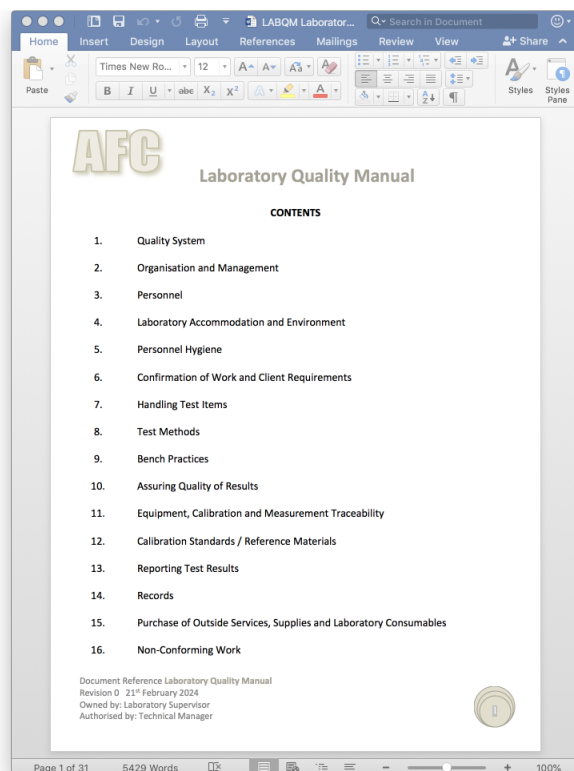 LABQM Laborator...
Search in Document
Home Insert Design Layout References Mailings Review View Share
Times New Ro... 12 A A Aa A
Paste B I U abc X2 X2 A A Styles Styles Pane
AFC
Laboratory Quality Manual
CONTENTS
1. Quality System
2. Organisation and Management
3. Personnel
4. Laboratory Accommodation and Environment
5. Personnel Hygiene
6. Confirmation of Work and Client Requirements
7. Handling Test Items
8. Test Methods
9. Bench Practices
10. Assuring Quality of Results
11. Equipment, Calibration and Measurement Traceability
12. Calibration Standards / Reference Materials
13. Reporting Test Results
14. Records
15. Purchase of Outside Services, Supplies and Laboratory Consumables
16. Non-Conforming Work
Document Reference Laboratory Quality Manual
Revision 0 21st February 2024
Owned by: Laboratory Supervisor
Authorised by: Technical Manager
Page 1 of 31 5429 Words 100%